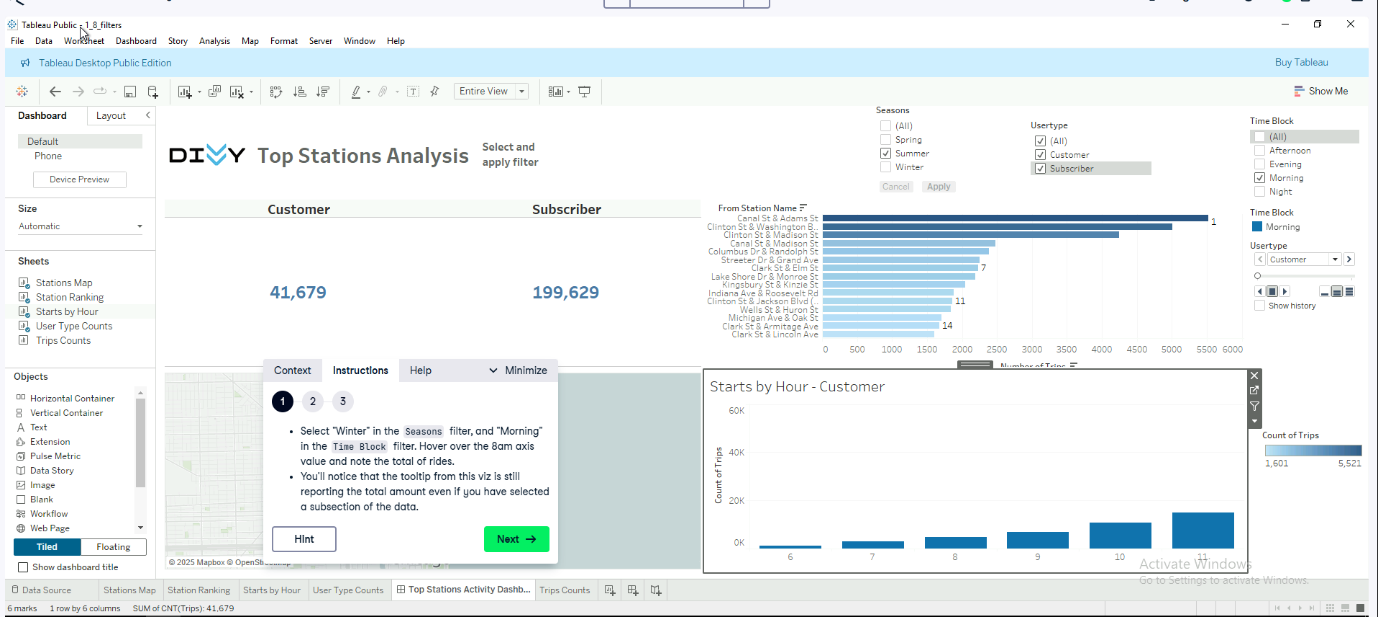 Tableau Public - 1_8_filters
File Data Worksheet Dashboard Story Analysis Map Format Server Window Help
Tableau Desktop Public Edition
Buy Tableau
Entire View
Show Me
Dashboard
Layout
Default
Phone
Device Preview
Size
Automatic
Sheets
Stations Map
Station Ranking
Starts by Hour
User Type Counts
Trips Counts
Objects
Horizontal Container
Vertical Container
Text
Extension
Pulse Metric
Data Story
Image
Blank
Workflow
Web Page
Tiled
Floating
Show dashboard title
DIVVY Top Stations Analysis
Select and
apply filter
Seasons
(All)
Spring
Summer
Winter
Cancel
Apply
Usertype
(All)
Customer
Subscriber
Time Block
(All)
Afternoon
Evening
Morning
Night
Time Block
Morning
Usertype
Customer
Show history
Customer
Subscriber
41,679
199,629
From Station Name
Canal St & Adams St
Clinton St & Washington B...
Clinton St & Madison St
Canal St & Madison St
Columbus Dr & Randolph St
Streeter Dr & Grand Ave
Clark St & Elm St
Lake Shore Dr & Monroe St
Kingsbury St & Kinzie St
Indiana Ave & Roosevelt Rd
Clinton St & Jackson Blvd (...
Wells St & Huron St
Michigan Ave & Oak St
Clark St & Armitage Ave
Clark St & Lincoln Ave
1
7
11
14
0 500 1000 1500 2000 2500 3000 3500 4000 4500 5000 5500 6000
Number of Trips
Context
Instructions
Help
Minimize
1 2 3
• Select "Winter" in the Seasons filter, and "Morning"
in the Time Block filter. Hover over the 8am axis
value and note the total of rides.
• You'll notice that the tooltip from this viz is still
reporting the total amount even if you have selected
a subsection of the data.
Hint
Next →
© 2025 Mapbox © OpenStreetMap
Starts by Hour - Customer
Count of Trips
60K
40K
20K
0K
6 7 8 9 10 11
Count of Trips
1,601
5,521
Activate Windows
Go to Settings to activate Windows.
Data Source
Stations Map
Station Ranking
Starts by Hour
User Type Counts
Top Stations Activity Dashb...
Trips Counts
6 marks 1 row by 6 columns SUM of CNT(Trips): 41,679